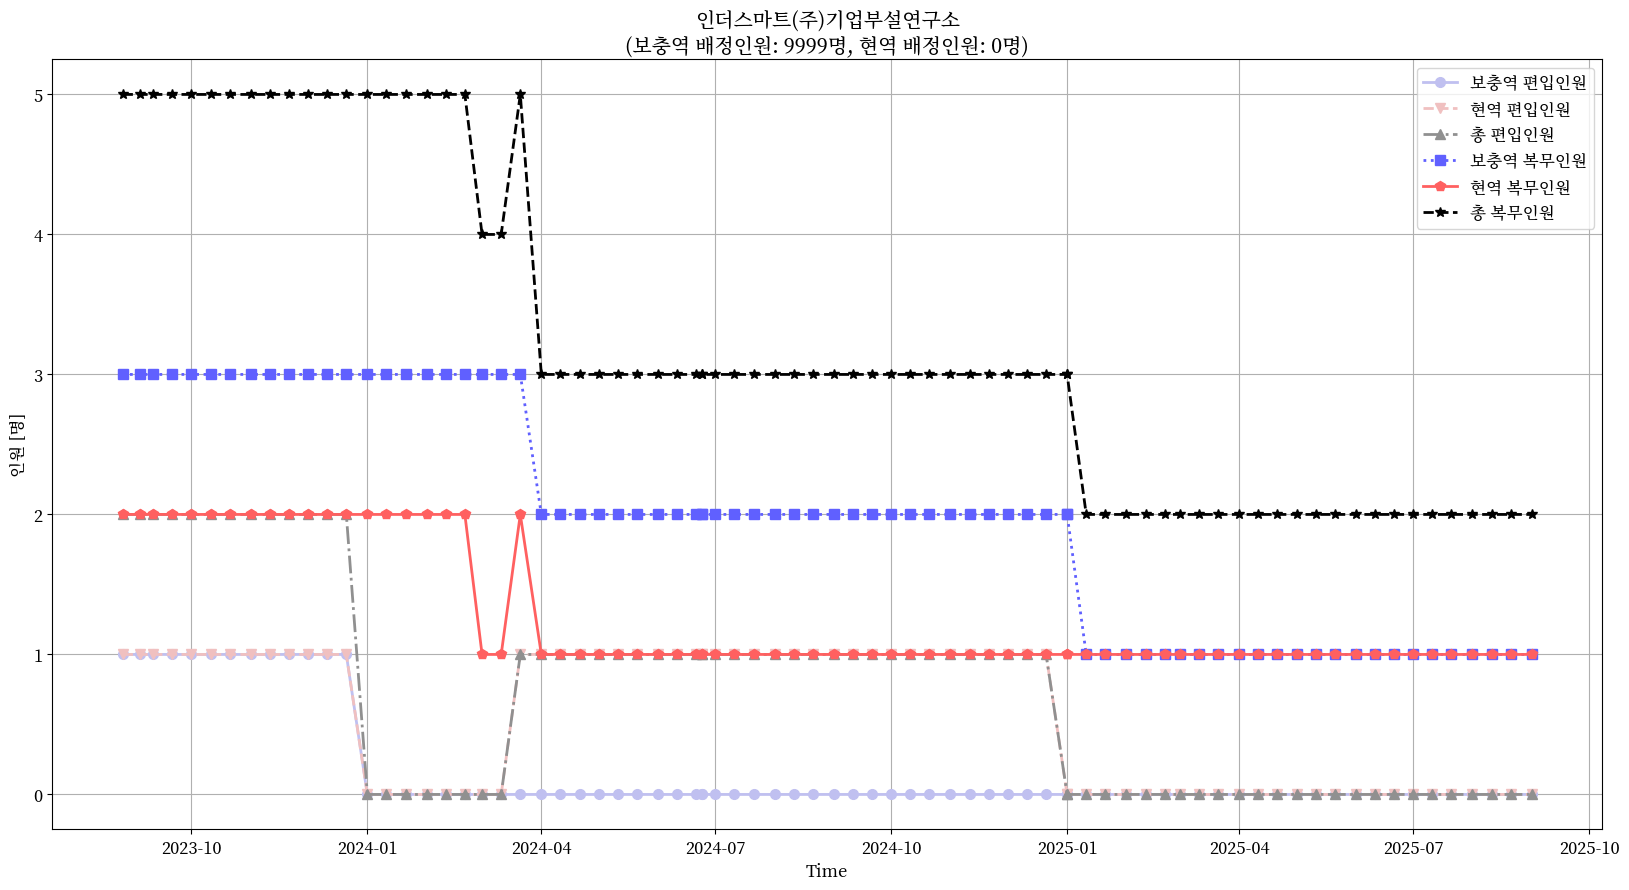 인더스마트(주)기업부설연구소
(보충역 배정인원: 9999명, 현역 배정인원: 0명)
보충역 편입인원
현역 편입인원
총 편입인원
보충역 복무인원
현역 복무인원
총 복무인원
인원 [명]
5
4
3
2
1
0
2023-10
2024-01
2024-04
2024-07
2024-10
2025-01
2025-04
2025-07
2025-10
Time